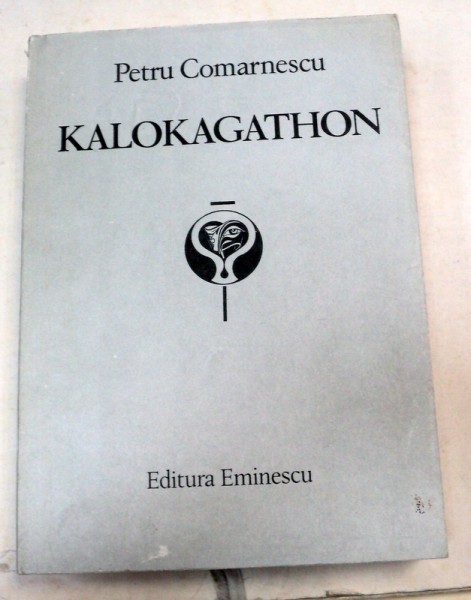 Petru Comarnescu
KALOKAGATHON
Editura Eminescu